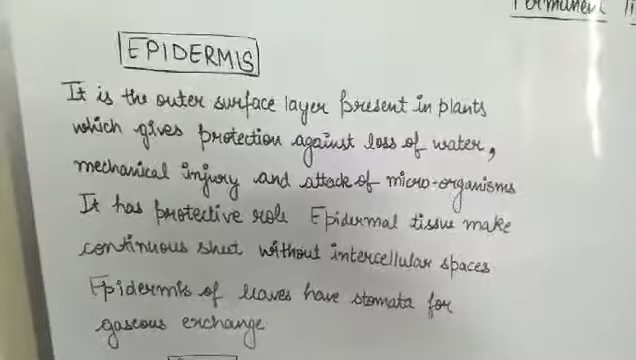 Permanent
EPIDERMIS
It is the outer surface layer present in plants
which gives protection against loss of water,
mechanical injury and attack of micro-organisms
It has protective role Epidermal tissue make
continuous sheet without intercellular spaces
Epidermis of leaves have stomata for
gaseous exchange